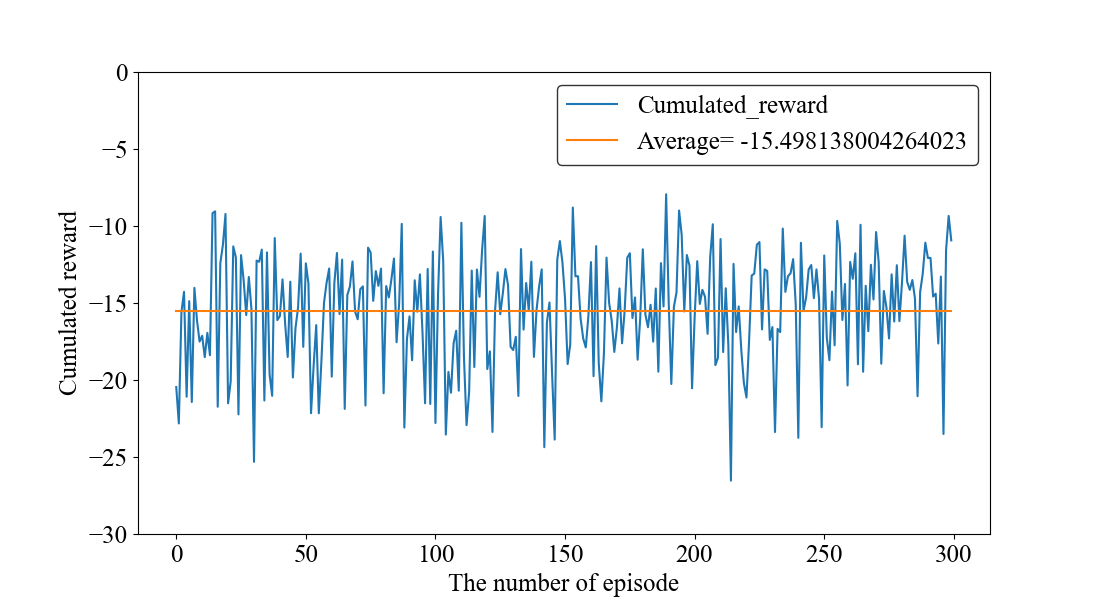 0
−5
−10
−15
−20
−25
−30
Cumulated reward
Cumulated_reward
Average= -15.498138004264023
0 50 100 150 200 250 300
The number of episode